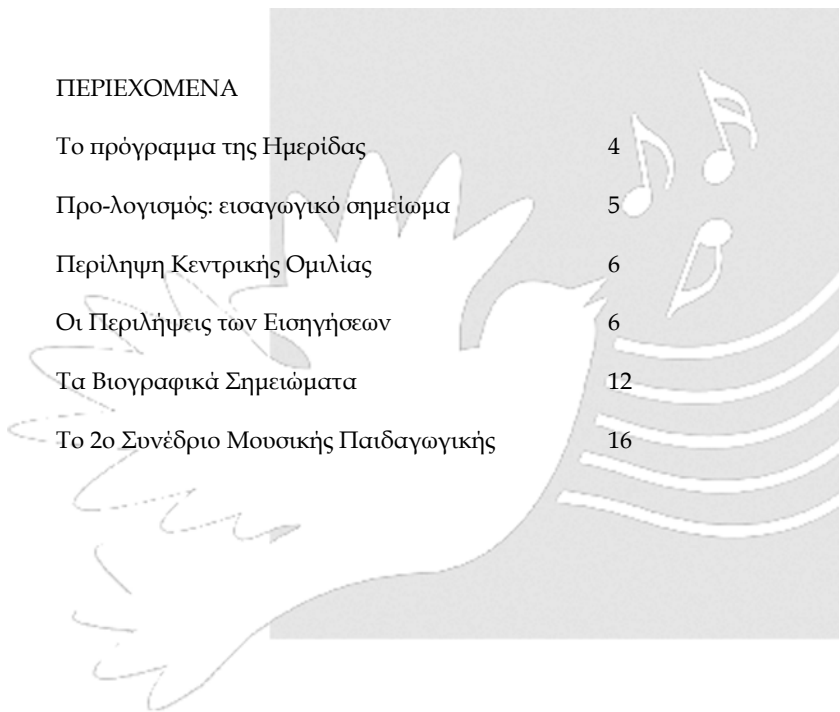 ΠΕΡΙΕΧΟΜΕΝΑ
Το πρόγραμμα της Ημερίδας 4
Προ-λογισμός: εισαγωγικό σημείωμα 5
Περίληψη Κεντρικής Ομιλίας 6
Οι Περιλήψεις των Εισηγήσεων 6
Τα Βιογραφικά Σημειώματα 12
Το 2ο Συνέδριο Μουσικής Παιδαγωγικής 16